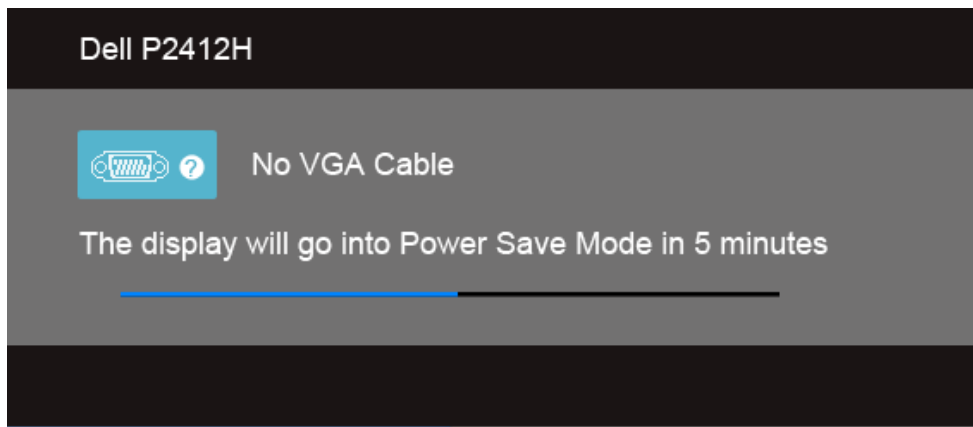 Dell P2412H
No VGA Cable
The display will go into Power Save Mode in 5 minutes